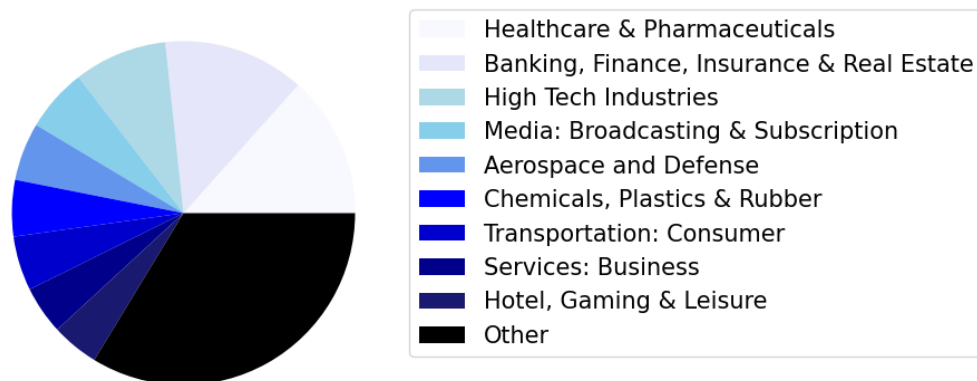 Healthcare & Pharmaceuticals
Banking, Finance, Insurance & Real Estate
High Tech Industries
Media: Broadcasting & Subscription
Aerospace and Defense
Chemicals, Plastics & Rubber
Transportation: Consumer
Services: Business
Hotel, Gaming & Leisure
Other